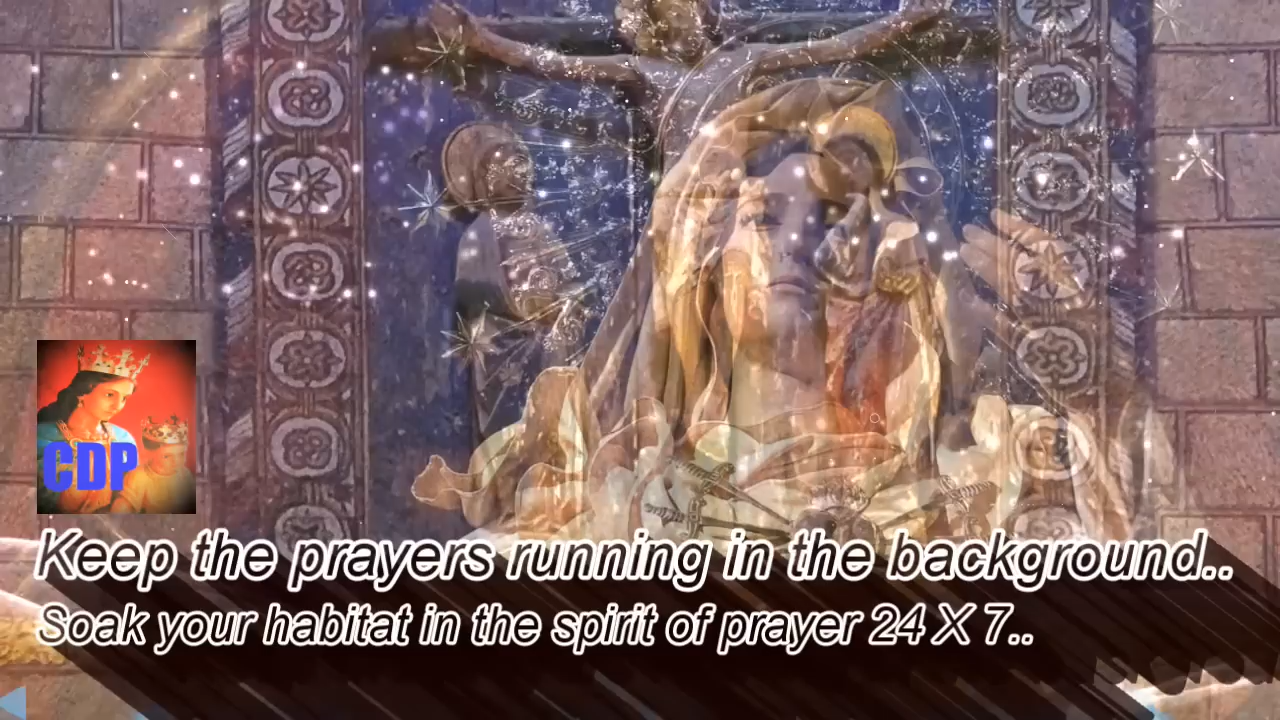 CDP
Keep the prayers running in the background..
Soak your habitat in the spirit of prayer 24 X 7..